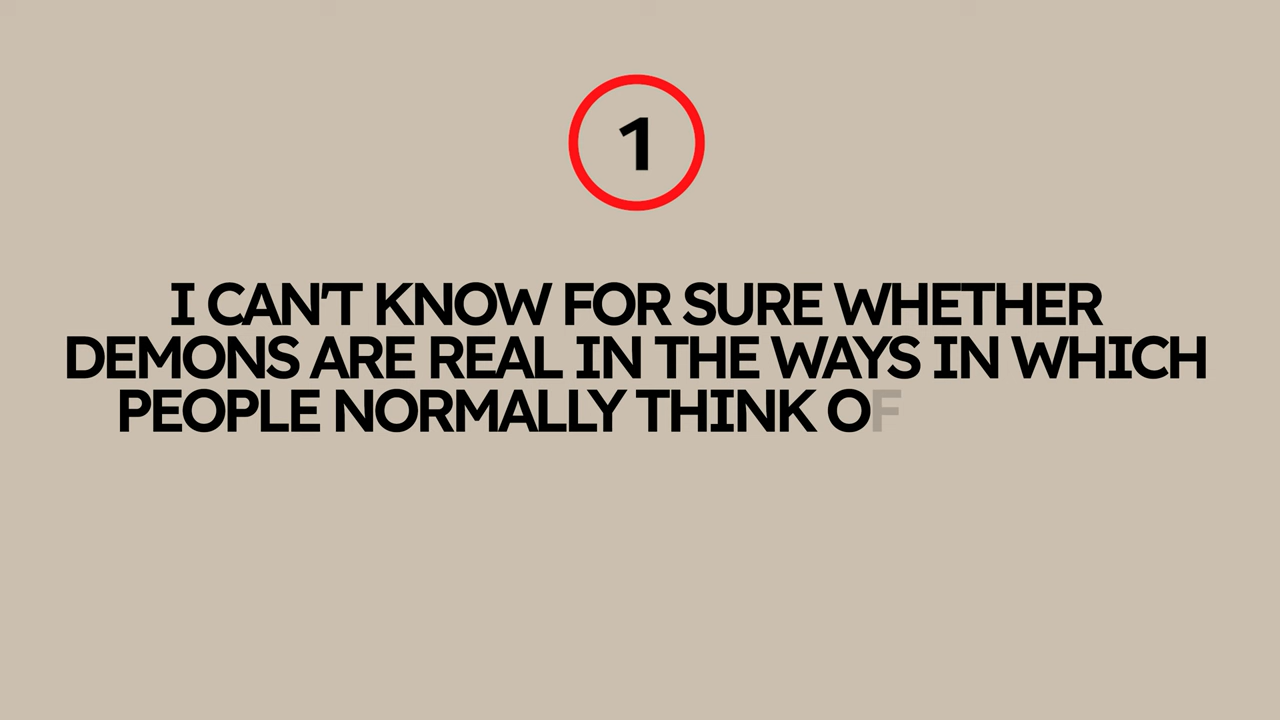 1
I CAN'T KNOW FOR SURE WHETHER
DEMONS ARE REAL IN THE WAYS IN WHICH
PEOPLE NORMALLY THINK OF